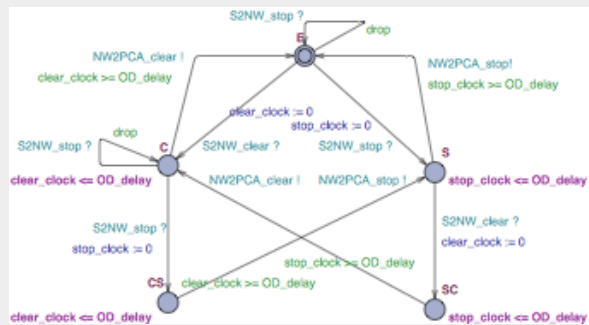 S2NW_stop ?
E
drop
NW2PCA_clear !
clear_clock >= OD_delay
NW2PCA_stop!
stop_clock >= OD_delay
clear_clock := 0
stop_clock := 0
drop
S2NW_stop ?
C
S2NW_clear ?
S2NW_stop ?
S
clear_clock <= OD_delay
NW2PCA_clear !
NW2PCA_stop !
stop_clock <= OD_delay
S2NW_stop ?
stop_clock := 0
S2NW_clear ?
clear_clock := 0
stop_clock >= OD_delay
CS
clear_clock >= OD_delay
SC
clear_clock <= OD_delay
stop_clock <= OD_delay